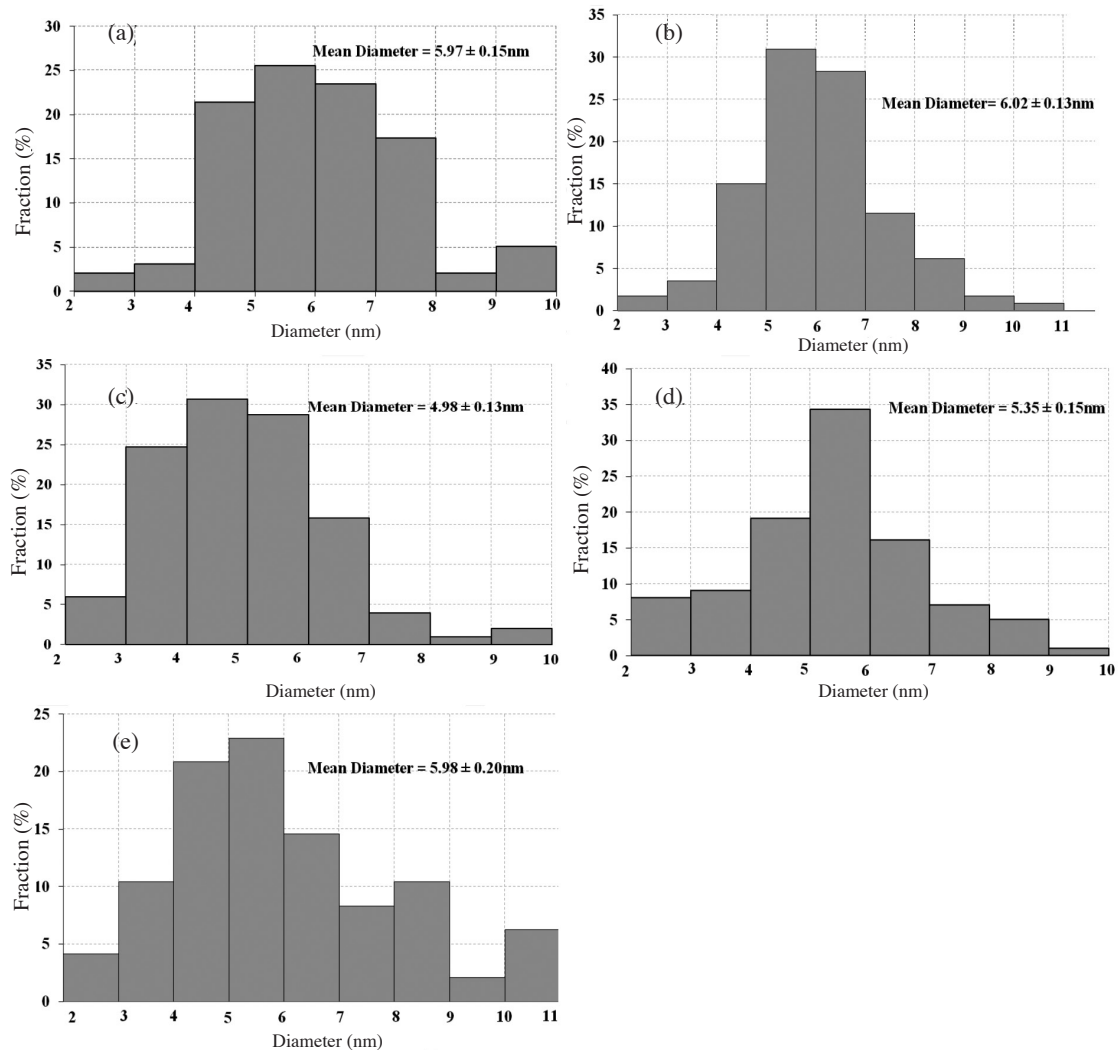 (a)
Mean Diameter = 5.97 ± 0.15nm
Fraction (%)
30
25
20
15
10
5
0
2 3 4 5 6 7 8 9 10
Diameter (nm)
(b)
Mean Diameter= 6.02 ± 0.13nm
Fraction (%)
35
30
25
20
15
10
5
0
2 3 4 5 6 7 8 9 10 11
Diameter (nm)
(c)
Mean Diameter = 4.98 ± 0.13nm
Fraction (%)
35
30
25
20
15
10
5
0
2 3 4 5 6 7 8 9 10
Diameter (nm)
(d)
Mean Diameter = 5.35 ± 0.15nm
Fraction (%)
40
35
30
25
20
15
10
5
0
2 3 4 5 6 7 8 9 10
Diameter (nm)
(e)
Mean Diameter = 5.98 ± 0.20nm
Fraction (%)
25
20
15
10
5
0
2 3 4 5 6 7 8 9 10 11
Diameter (nm)